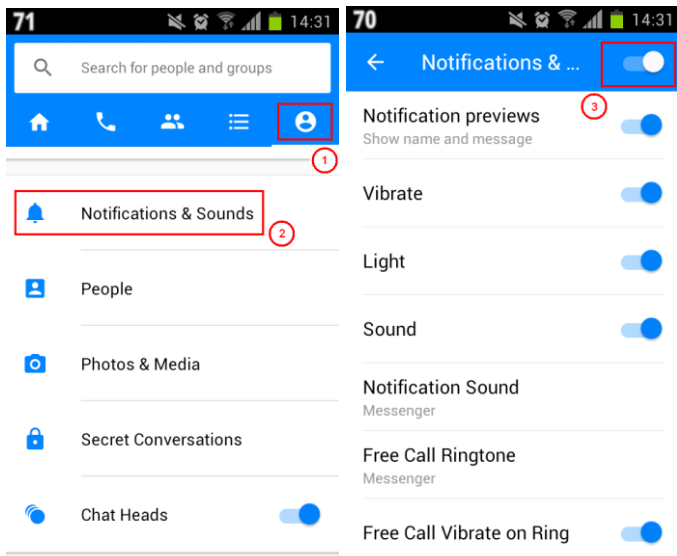 71
14:31
Search for people and groups
1
Notifications & Sounds
2
People
Photos & Media
Secret Conversations
Chat Heads
70
14:31
Notifications & ...
3
Notification previews
Show name and message
Vibrate
Light
Sound
Notification Sound
Messenger
Free Call Ringtone
Messenger
Free Call Vibrate on Ring